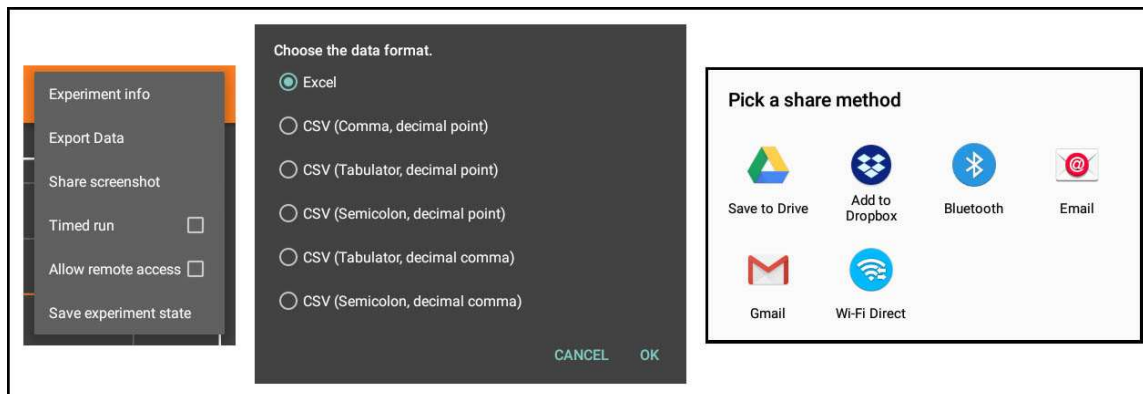 Experiment info
Export Data
Share screenshot
Timed run
Allow remote access
Save experiment state
Choose the data format.
Excel
CSV (Comma, decimal point)
CSV (Tabulator, decimal point)
CSV (Semicolon, decimal point)
CSV (Tabulator, decimal comma)
CSV (Semicolon, decimal comma)
CANCEL OK
Pick a share method
Save to Drive
Add to
Dropbox
Bluetooth
@
Email
Gmail
Wi-Fi Direct